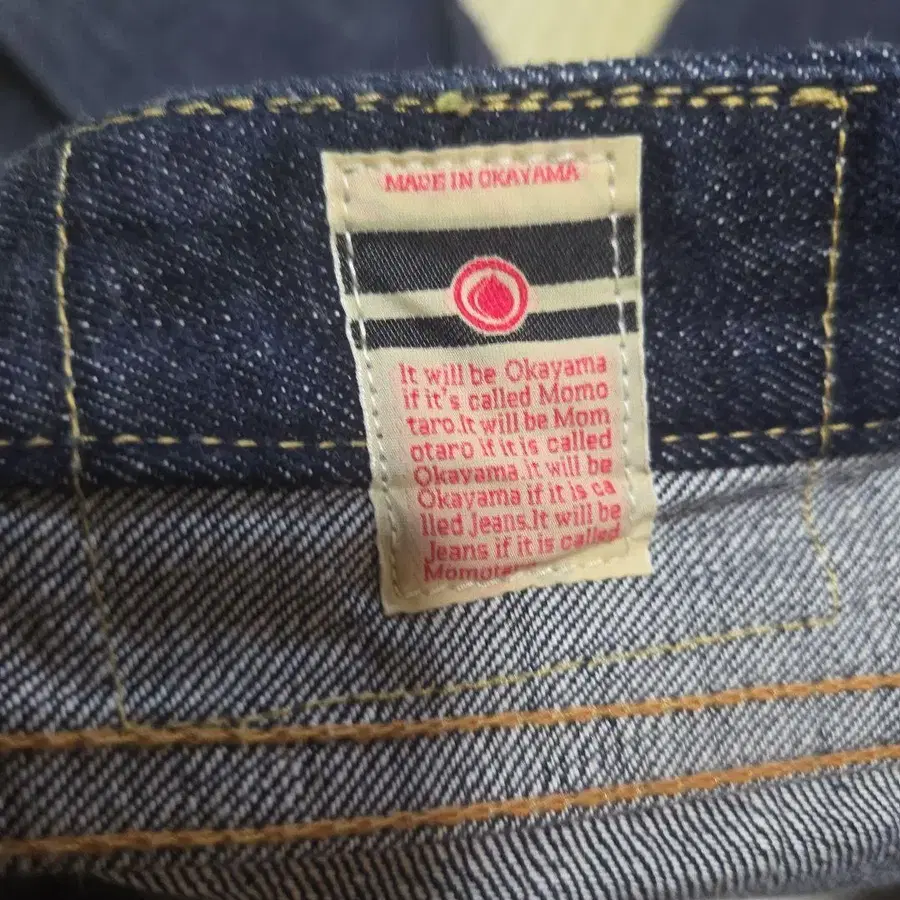 MADE IN OKAYAMA
It will be Okayama
if it's called Momo
taro.It will be Mom
otaro if it is called
Okayama.It will be
Okayama if it is ca
lled Jeans.It will be
Jeans if it is called